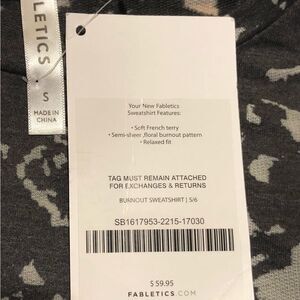 LETICS
S
MADE IN
CHINA
Your New Fabletics
Sweatshirt Features:
• Soft French terry
• Semi-sheer ,floral burnout pattern
• Relaxed fit
TAG MUST REMAIN ATTACHED
FOR EXCHANGES & RETURNS
BURNOUT SWEATSHIRT | S/6
SB1617953-2215-17030
$ 59.95
FABLETICS.COM